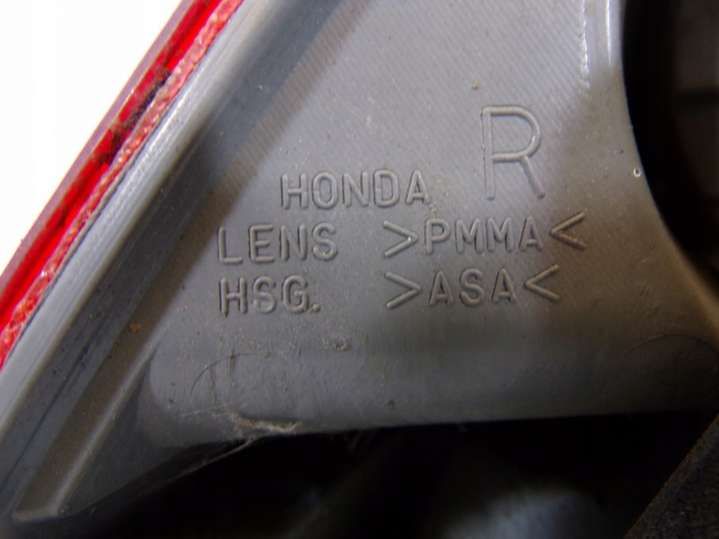 HONDA R
LENS >PMMA<
HSG. >ASA<